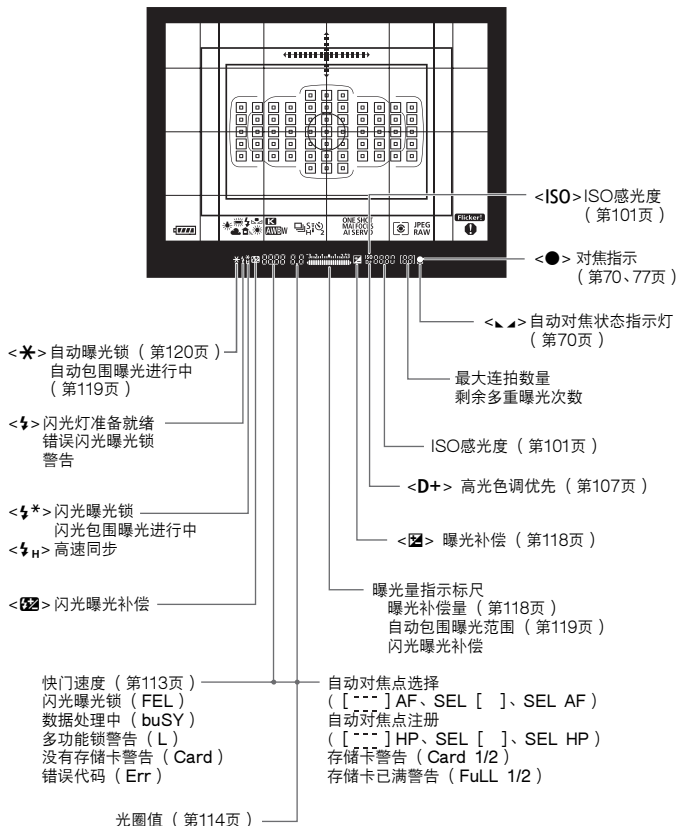 ONE SHOT
AI FOCUS
AI SERVO
JPEG
RAW
Flicker!
<ISO>ISO感光度
（第101页）
<●> 对焦指示
（第70、77页）
<◣ ◢>自动对焦状态指示灯
（第70页）
最大连拍数量
剩余多重曝光次数
ISO感光度（第101页）
<D+> 高光色调优先（第107页）
<> 曝光补偿（第118页）
曝光量指示标尺
曝光补偿量（第118页）
自动包围曝光范围（第119页）
闪光曝光补偿
<✱>自动曝光锁（第120页）
自动包围曝光进行中
（第119页）
<⚡>闪光灯准备就绪
错误闪光曝光锁
警告
<⚡*>闪光曝光锁
闪光包围曝光进行中
<⚡H>高速同步
<>闪光曝光补偿
快门速度（第113页）
闪光曝光锁（FEL）
数据处理中（buSY）
多功能锁警告（L）
没有存储卡警告（Card）
错误代码（Err）
自动对焦点选择
（[---]AF、SEL [ ]、SEL AF）
自动对焦点注册
（[---]HP、SEL [ ]、SEL HP）
存储卡警告（Card 1/2）
存储卡已满警告（FuLL 1/2）
光圈值（第114页）